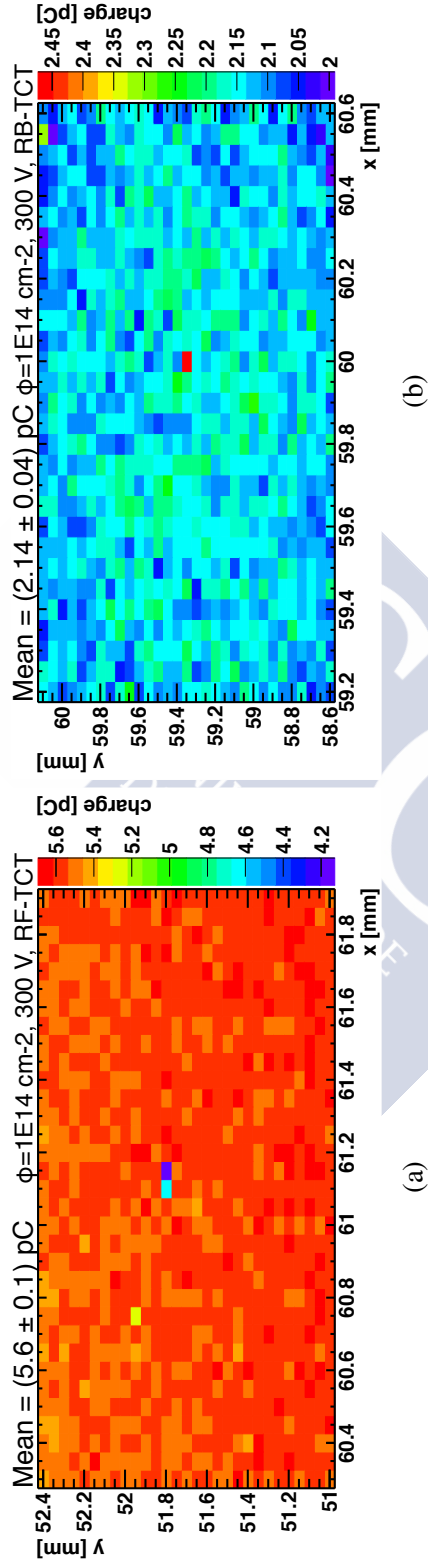 Mean = (5.6 ± 0.1) pC ϕ=1E14 cm-2, 300 V, RF-TCT
charge [pC]
y [mm]
52.4
52.2
52
51.8
51.6
51.4
51.2
51
60.4 60.6 60.8 61 61.2 61.4 61.6 61.8
x [mm]
5.6
5.4
5.2
5
4.8
4.6
4.4
4.2
(a)
Mean = (2.14 ± 0.04) pC ϕ=1E14 cm-2, 300 V, RB-TCT
charge [pC]
y [mm]
60
59.8
59.6
59.4
59.2
59
58.8
58.6
59.2 59.4 59.6 59.8 60 60.2 60.4 60.6
x [mm]
2.45
2.4
2.35
2.3
2.25
2.2
2.15
2.1
2.05
2
(b)